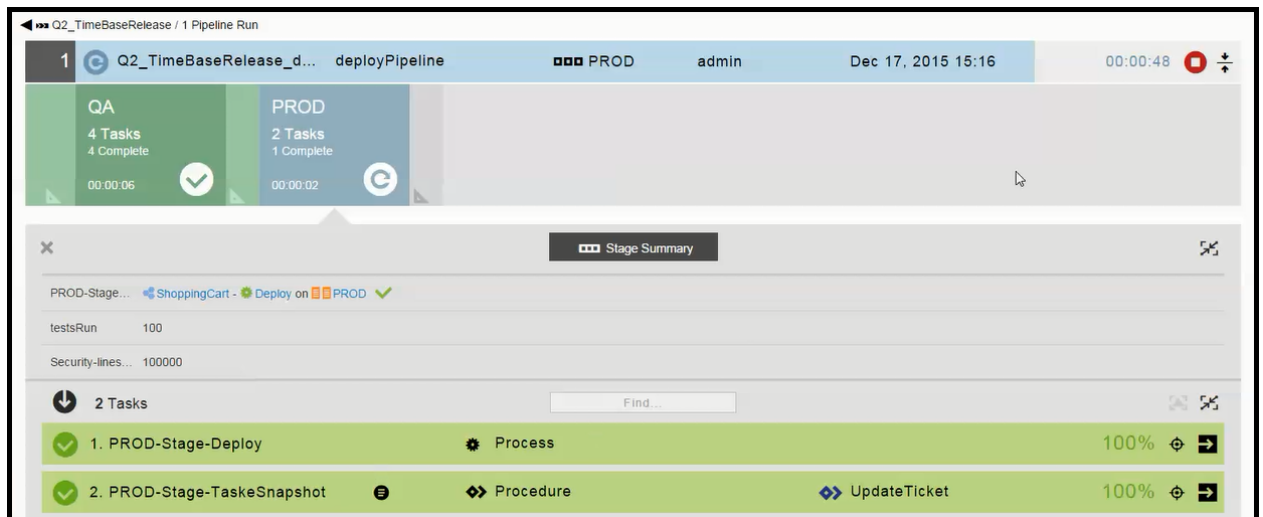 Q2_TimeBaseRelease / 1 Pipeline Run
1 Q2_TimeBaseRelease_d... deployPipeline PROD admin Dec 17, 2015 15:16 00:00:48
QA PROD
4 Tasks 2 Tasks
4 Complete 1 Complete
00:00:06 00:00:02
Stage Summary
PROD-Stage... ShoppingCart - Deploy on PROD
testsRun 100
Security-lines... 100000
2 Tasks Find...
1. PROD-Stage-Deploy Process 100%
2. PROD-Stage-TaskeSnapshot Procedure UpdateTicket 100%